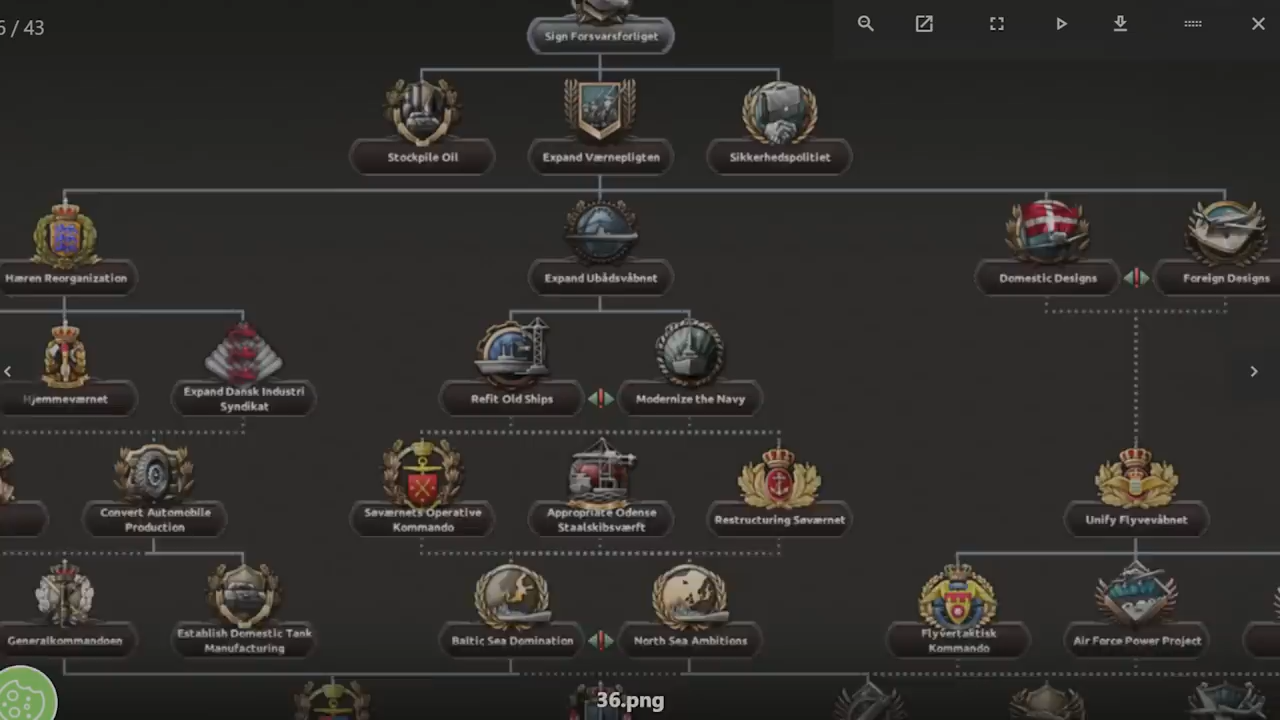 6 / 43
Sign Forsvarsforliget
Stockpile Oil
Expand Værnepligten
Sikkerhedspolitiet
Hæren Reorganization
Expand Ubådsvåbnet
Domestic Designs
Foreign Designs
Hjemmeværnet
Expand Dansk Industri
Syndikat
Refit Old Ships
Modernize the Navy
Convert Automobile
Production
Søværnets Operative
Kommando
Appropriate Odense
Staalskibsværft
Restructuring Søværnet
Unify Flyvevåbnet
Generalkommandoen
Establish Domestic Tank
Manufacturing
Baltic Sea Domination
North Sea Ambitions
Flyvertaktisk
Kommando
Air Force Power Project
36.png